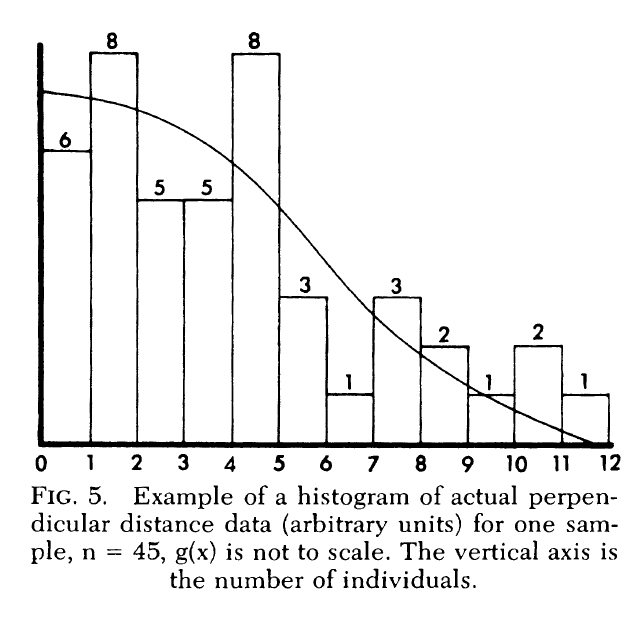 8 8
6
5 5
3 3
2 2
1 1 1
0 1 2 3 4 5 6 7 8 9 10 11 12
FIG. 5. Example of a histogram of actual perpen-
dicular distance data (arbitrary units) for one sam-
ple, n = 45, g(x) is not to scale. The vertical axis is
the number of individuals.